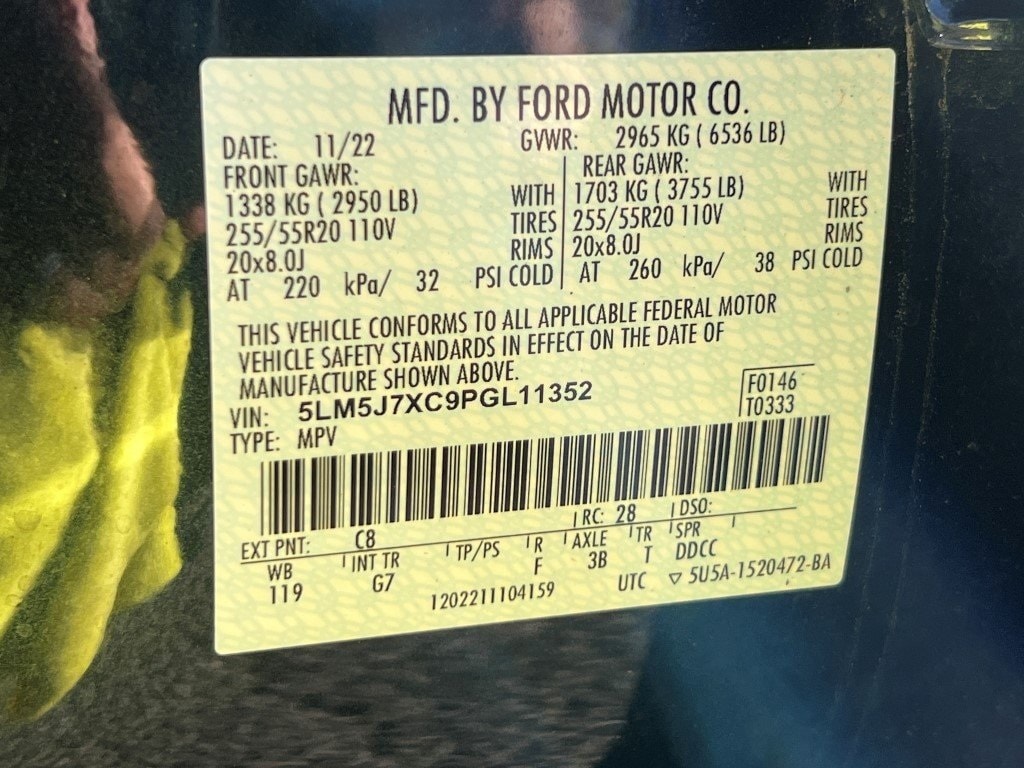 MFD. BY FORD MOTOR CO.
DATE: 11/22 GVWR: 2965 KG ( 6536 LB)
FRONT GAWR: REAR GAWR:
1338 KG ( 2950 LB) WITH 1703 KG ( 3755 LB) WITH
255/55R20 110V TIRES 255/55R20 110V TIRES
20x8.0J RIMS 20x8.0J RIMS
AT 220 kPa/ 32 PSI COLD AT 260 kPa/ 38 PSI COLD
THIS VEHICLE CONFORMS TO ALL APPLICABLE FEDERAL MOTOR
VEHICLE SAFETY STANDARDS IN EFFECT ON THE DATE OF
MANUFACTURE SHOWN ABOVE.
VIN: 5LM5J7XC9PGL11352 F0146
TYPE: MPV T0333
EXT PNT: C8 RC: 28 DSO:
WB INT TR TP/PS R AXLE TR SPR
119 G7 F 3B T DDCC
1202211104159 UTC ▽ 5U5A-1520472-BA